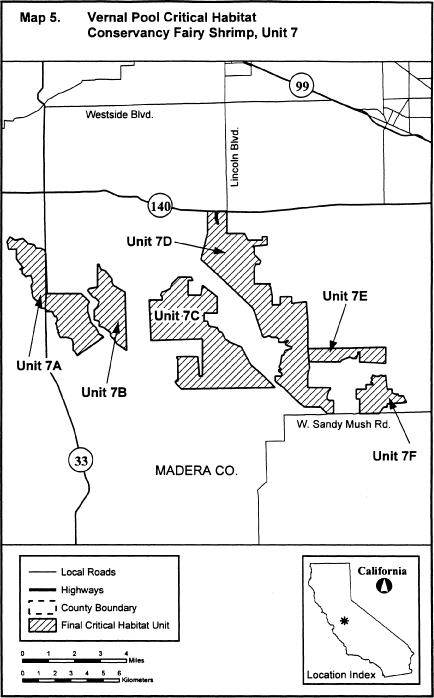 Map 5. Vernal Pool Critical Habitat
Conservancy Fairy Shrimp, Unit 7
99
Westside Blvd.
Lincoln Blvd.
140
Unit 7D
Unit 7E
Unit 7C
Unit 7A
Unit 7B
W. Sandy Mush Rd.
Unit 7F
33
MADERA CO.
Local Roads
Highways
County Boundary
Final Critical Habitat Unit
California
0 1 2 3 4
Miles
0 1 2 3 4 5 6
Kilometers
Location Index